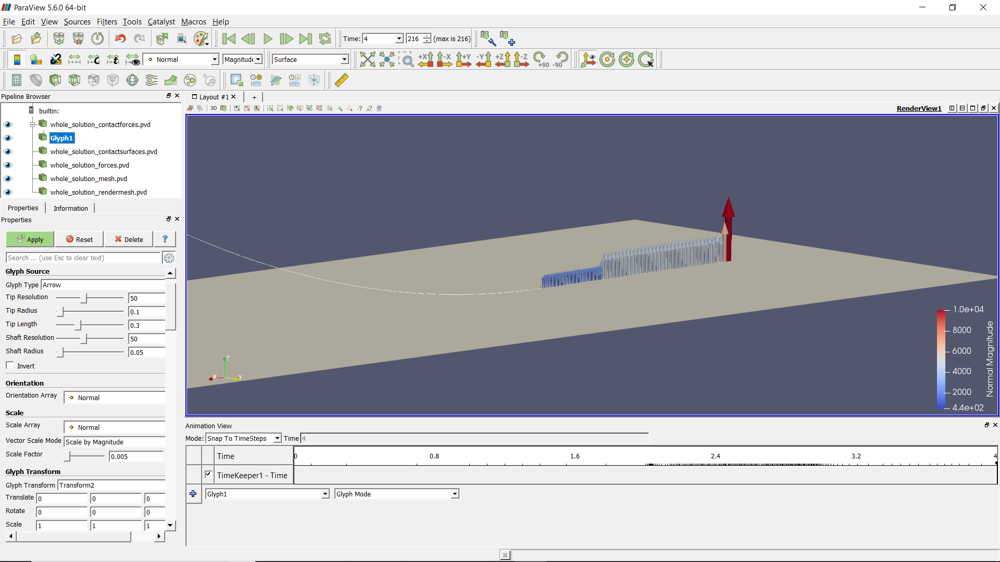 ParaView 5.6.0 64-bit
File Edit View Sources Filters Tools Catalyst Macros Help
Time: 4 216 (max is 216)
Normal Magnitude Surface +X -X +Y -Y +Z -Z +90 -90
Pipeline Browser
Layout #1
+
3D
RenderView1
builtin:
whole_solution_contactforces.pvd
Glyph1
whole_solution_contactsurfaces.pvd
whole_solution_forces.pvd
whole_solution_mesh.pvd
whole_solution_rendermesh.pvd
Properties Information
Properties
Apply Reset Delete ?
Search ... (use Esc to clear text)
Glyph Source
Glyph Type Arrow
Tip Resolution 50
Tip Radius 0.1
Tip Length 0.3
Shaft Resolution 50
Shaft Radius 0.05
Invert
Orientation
Orientation Array Normal
Scale
Scale Array Normal
Vector Scale Mode Scale by Magnitude
Scale Factor 0.005
Glyph Transform
Glyph Transform Transform2
Translate 0 0 0
Rotate 0 0 0
Scale 1 1 1
Z
X
Y
1.0e+04
8000
6000
4000
2000
4.4e+02
Normal Magnitude
Animation View
Mode: Snap To TimeSteps Time 4
Time 0 0.8 1.6 2.4 3.2 4
TimeKeeper1 - Time
Glyph1 Glyph Mode